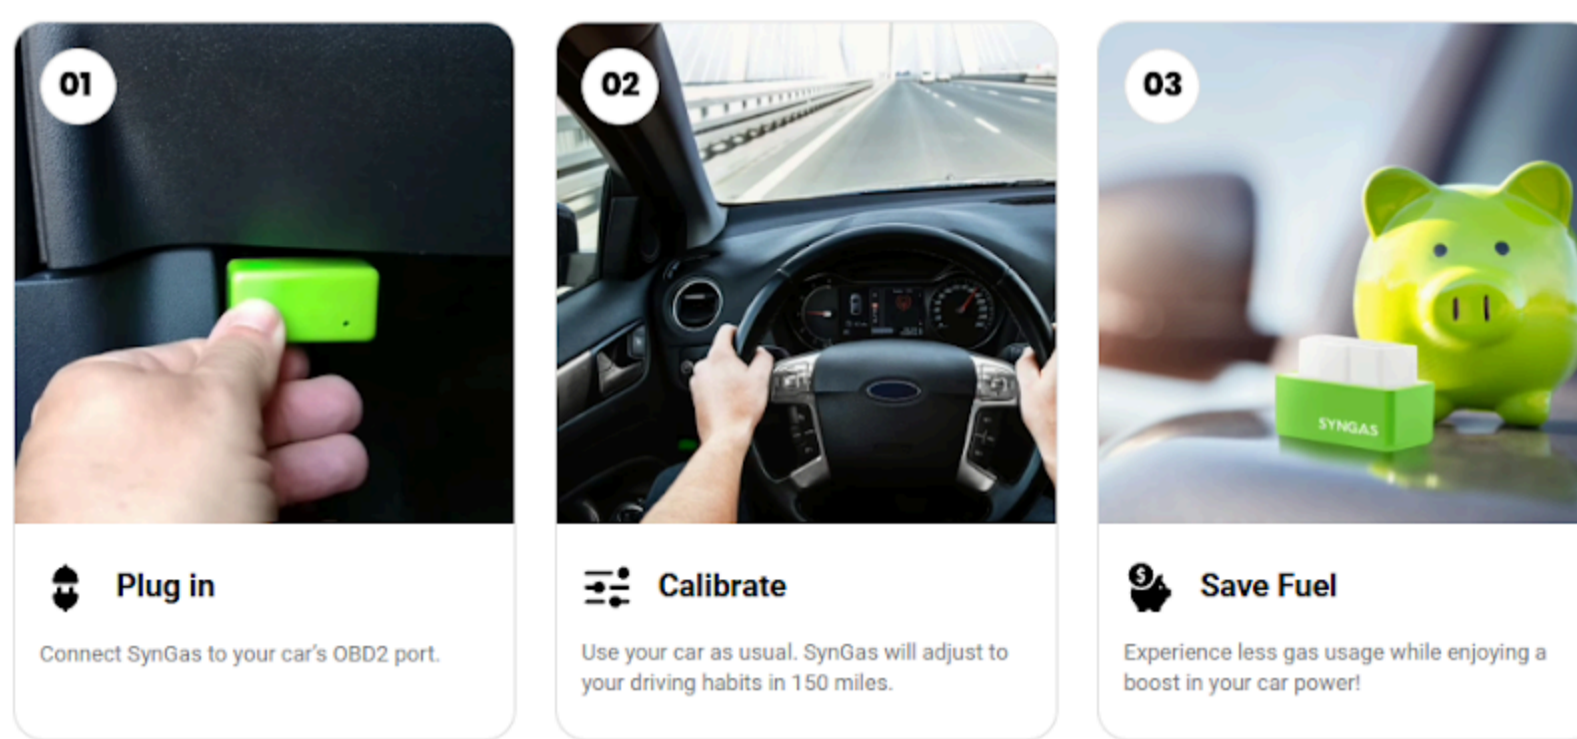 01
Plug in
Connect SynGas to your car's OBD2 port.
02
Calibrate
Use your car as usual. SynGas will adjust to
your driving habits in 150 miles.
03
SYNGAS
Save Fuel
Experience less gas usage while enjoying a
boost in your car power!